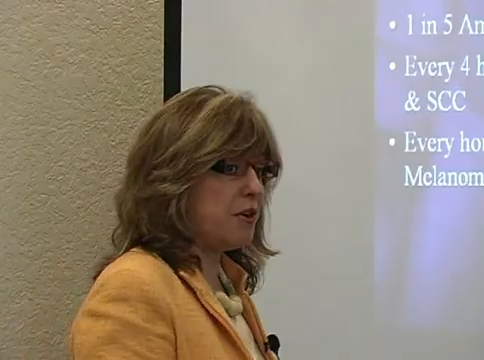 • 1 in 5 Am
• Every 4 h
& SCC
• Every hou
Melanom